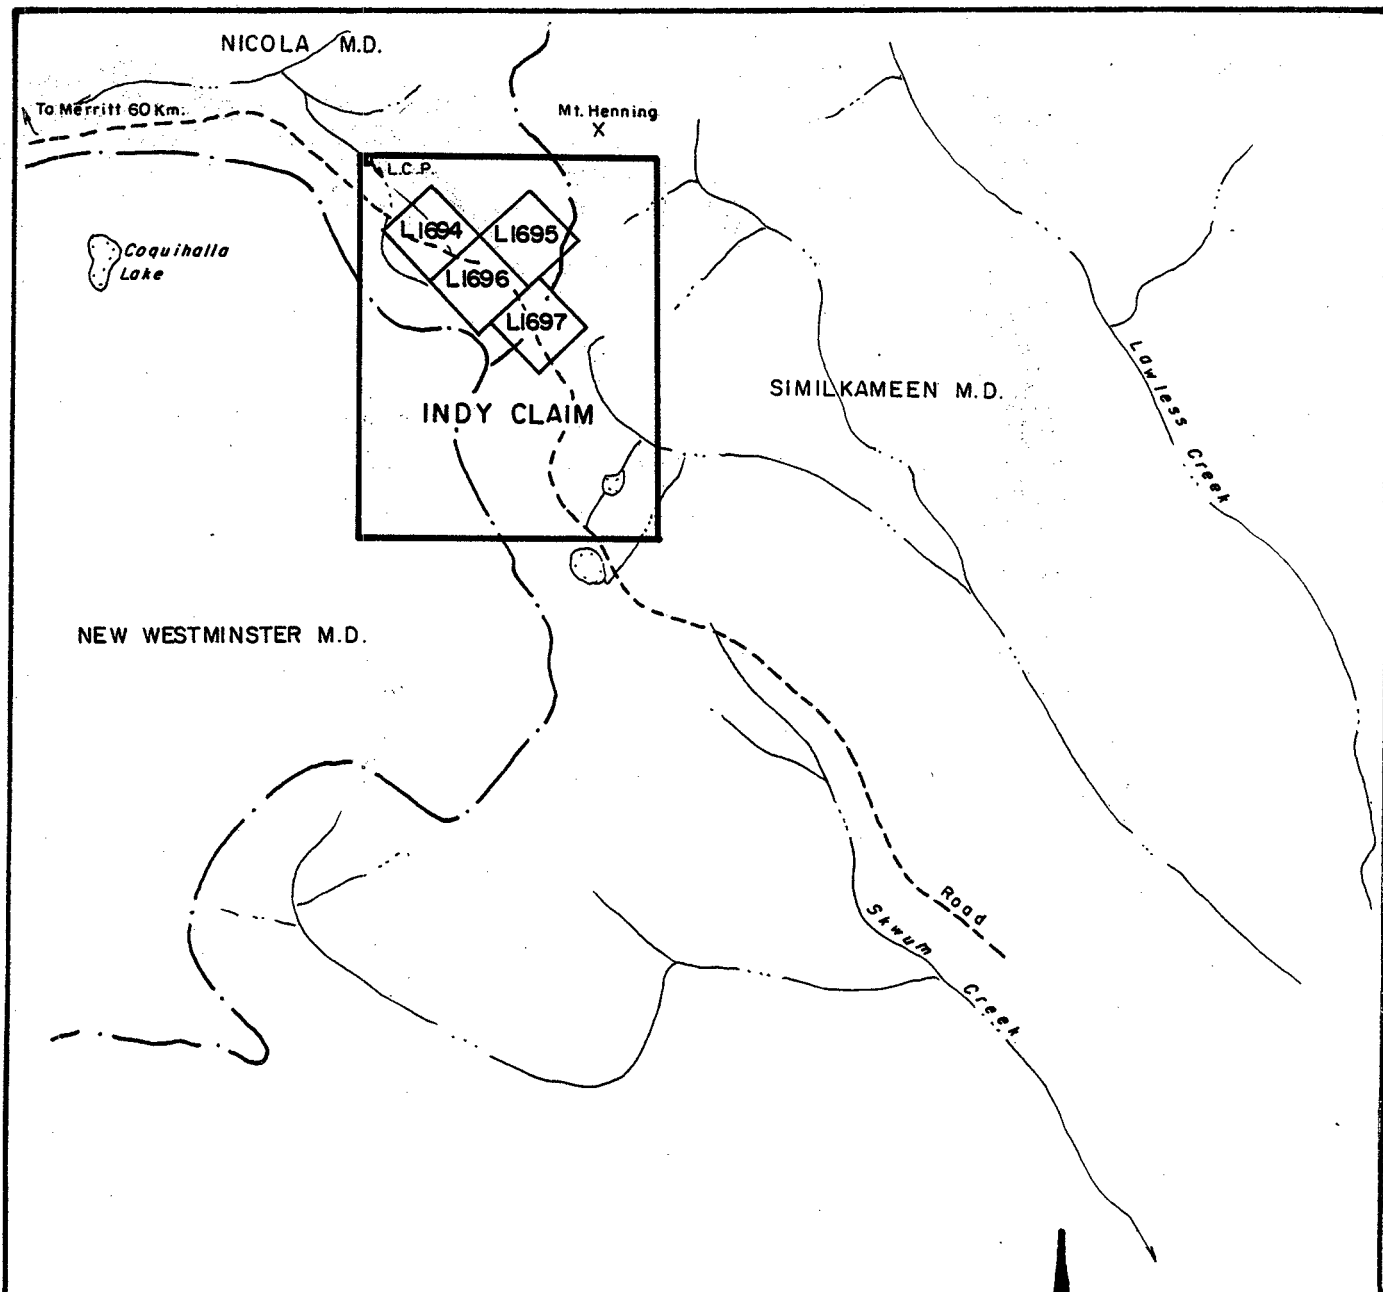 NICOLA M.D.
To Merritt 60 Km.
Mt. Henning
X
L.C.P.
L1694
L1695
Coquihalla
Lake
L1696
L1697
Lawless Creek
SIMILKAMEEN M.D.
INDY CLAIM
NEW WESTMINSTER M.D.
Road
Skwum Creek